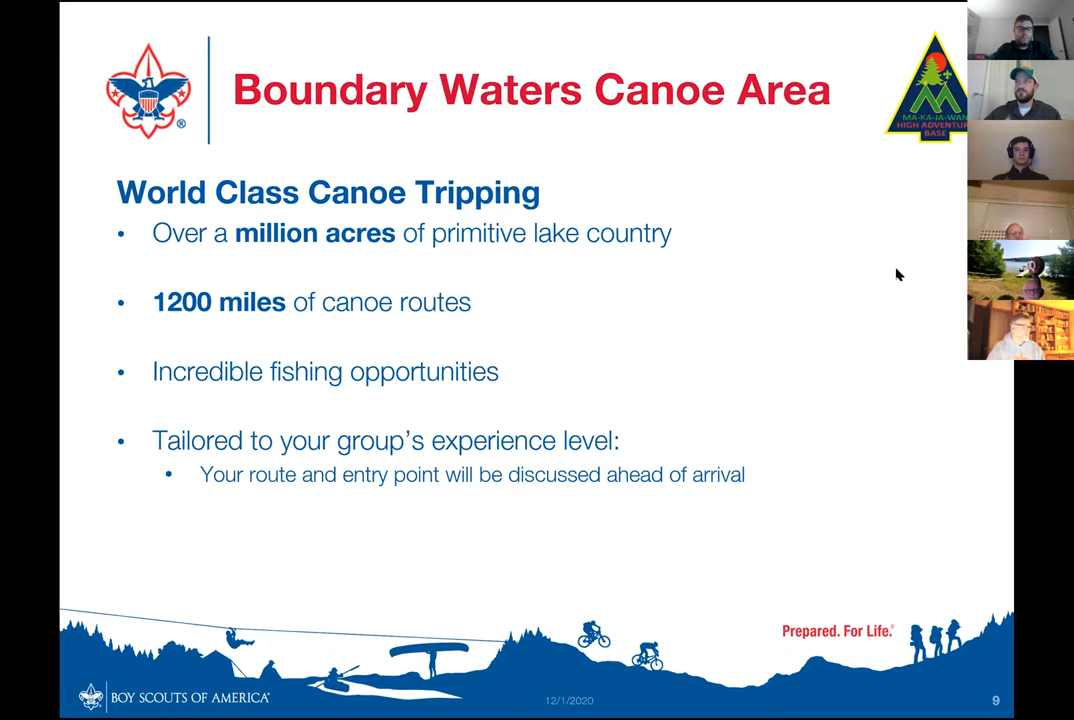 Boundary Waters Canoe Area
MA-KA-JA-WAN
HIGH ADVENTURE
BASE
World Class Canoe Tripping
• Over a million acres of primitive lake country
• 1200 miles of canoe routes
• Incredible fishing opportunities
• Tailored to your group’s experience level:
• Your route and entry point will be discussed ahead of arrival
Prepared. For Life.®
BOY SCOUTS OF AMERICA®
12/1/2020
9